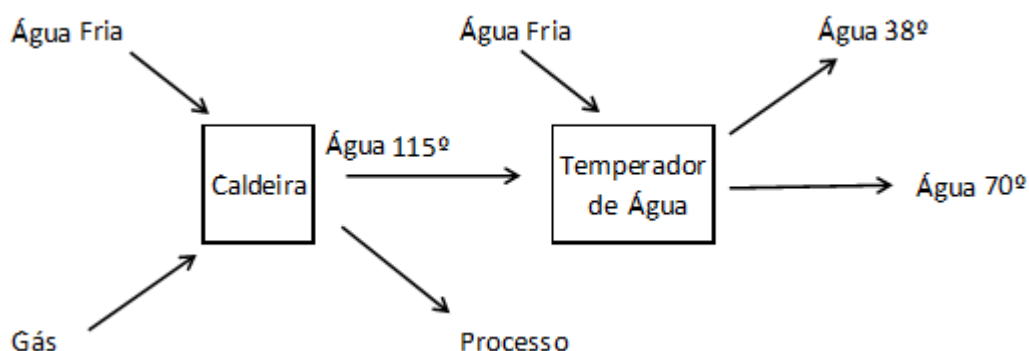 Água Fria
Água Fria
Água 38º
Água 115º
Caldeira
Temperador
de Água
Água 70º
Gás
Processo